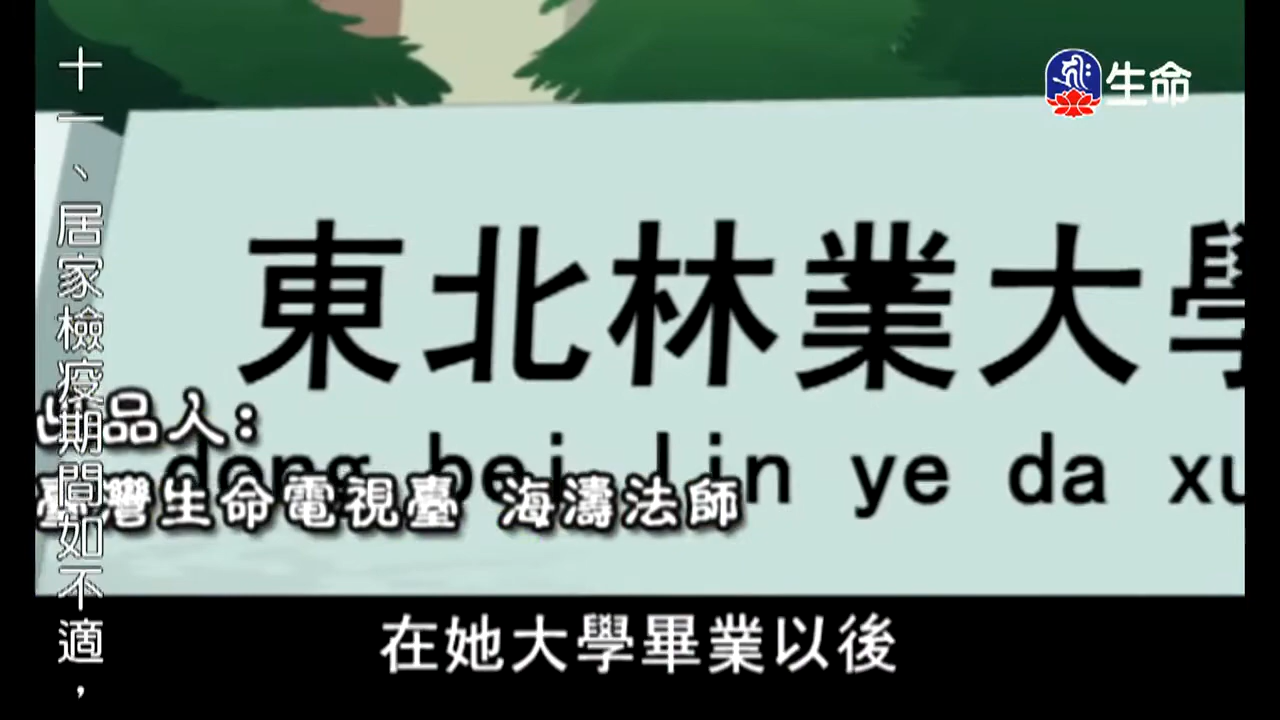 十一、居家檢疫期間如不適，
生命
東北林業大學
dong bei lin ye da xu
出品人:
臺灣生命電視臺 海濤法師
在她大學畢業以後